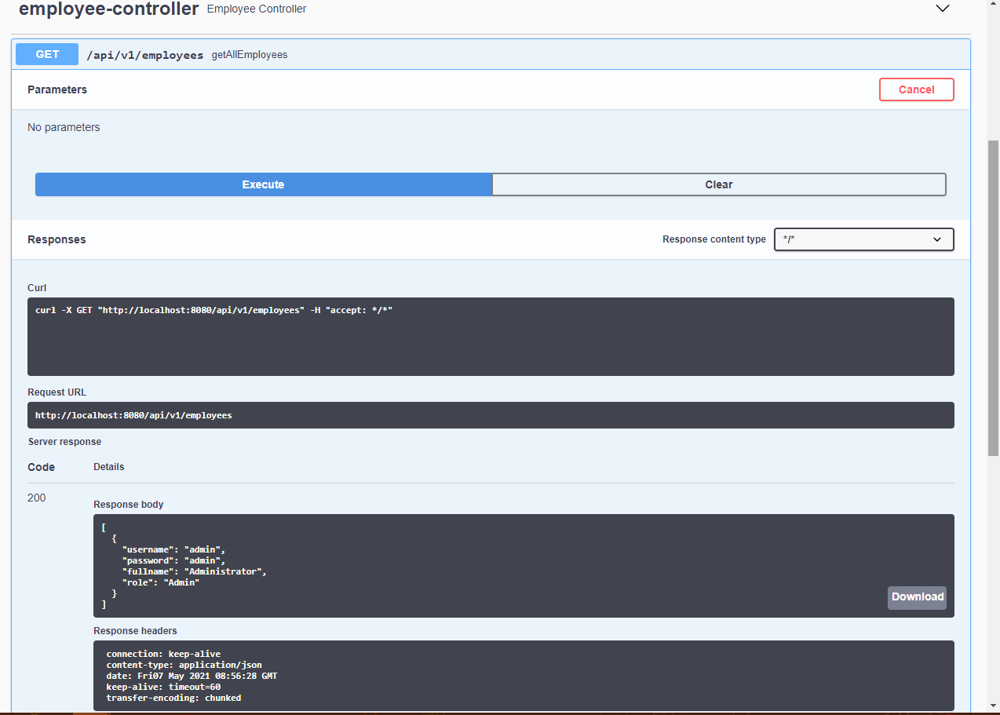 employee-controller Employee Controller
GET /api/v1/employees getAllEmployees
Parameters Cancel
No parameters
Execute Clear
Responses Response content type */*
Curl
curl -X GET "http://localhost:8080/api/v1/employees" -H "accept: */*"
Request URL
http://localhost:8080/api/v1/employees
Server response
Code Details
200
Response body
[
  {
    "username": "admin",
    "password": "admin",
    "fullname": "Administrator",
    "role": "Admin"
  }
]
Download
Response headers
connection: keep-alive
content-type: application/json
date: Fri07 May 2021 08:56:28 GMT
keep-alive: timeout=60
transfer-encoding: chunked